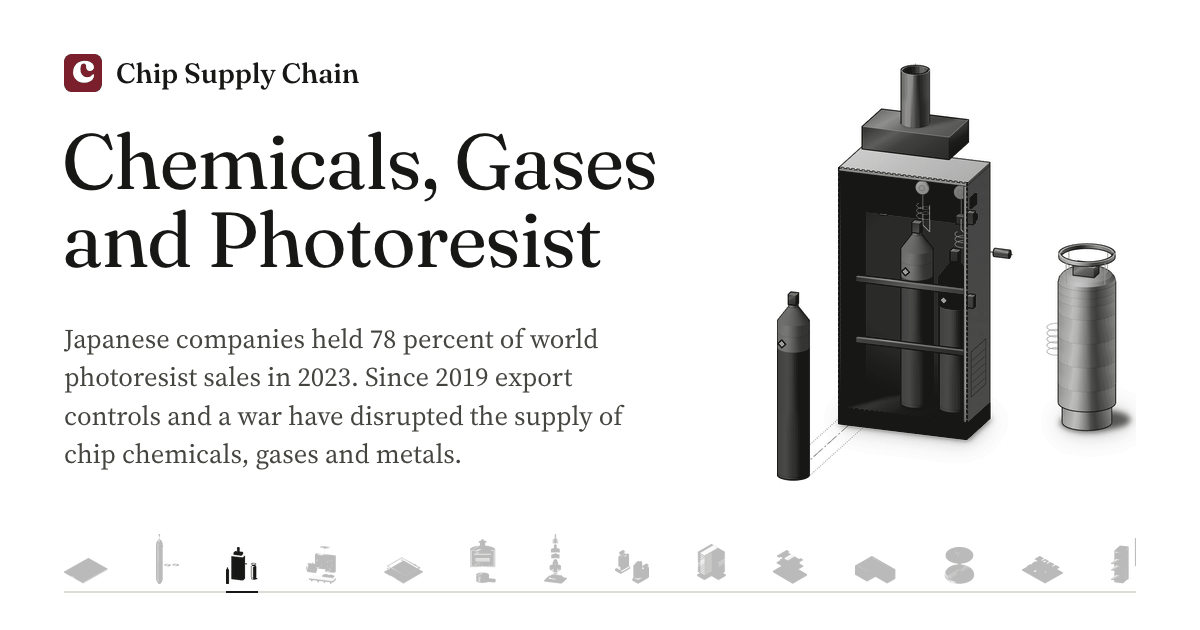 Chip Supply Chain
Chemicals, Gases
and Photoresist
Japanese companies held 78 percent of world
photoresist sales in 2023. Since 2019 export
controls and a war have disrupted the supply of
chip chemicals, gases and metals.